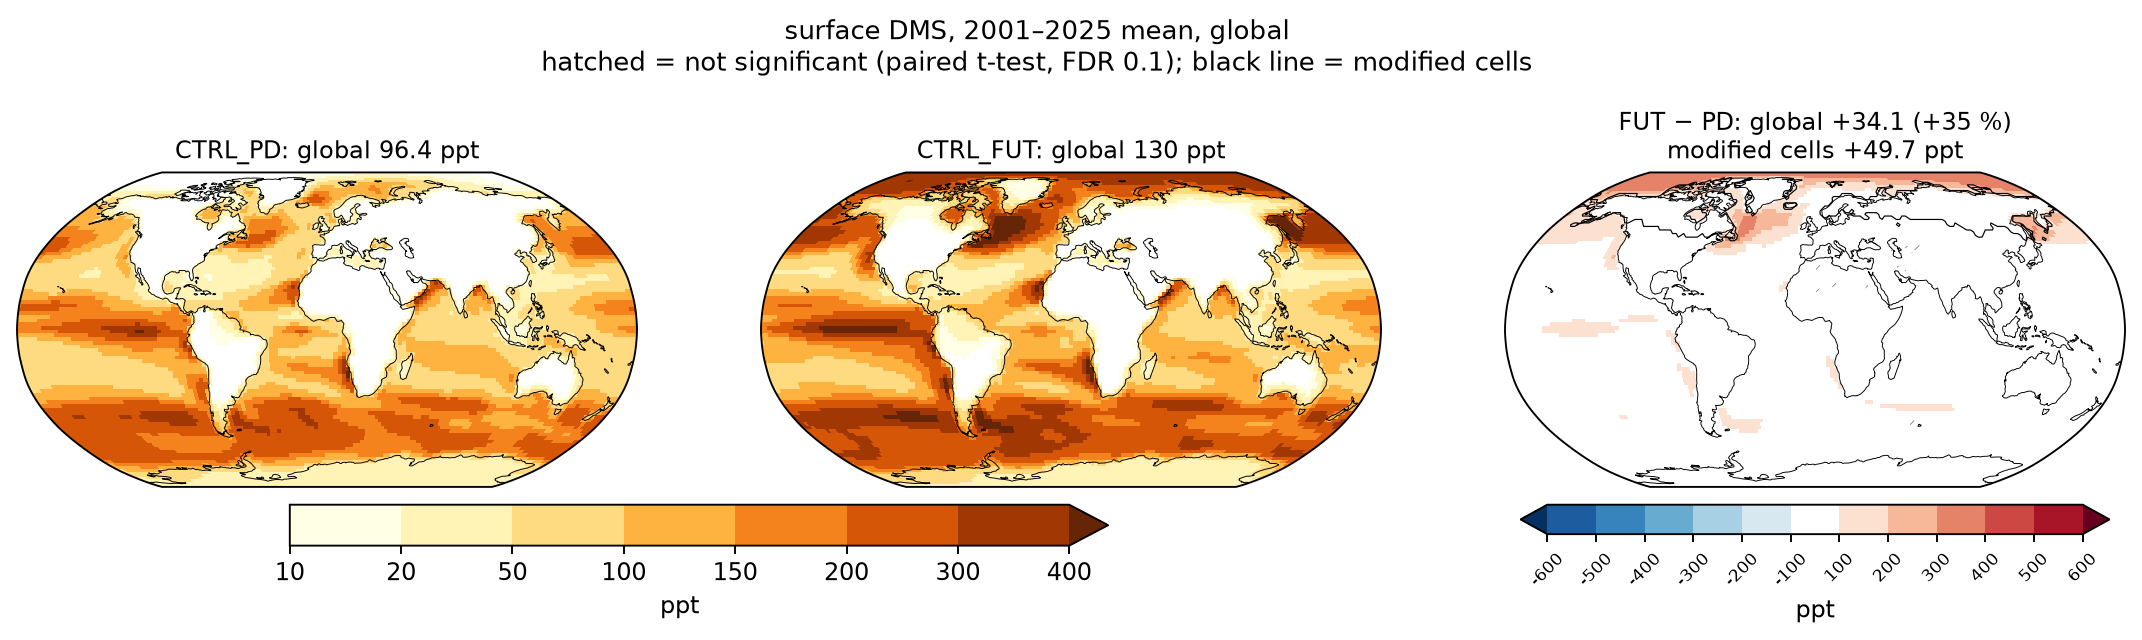 surface DMS, 2001–2025 mean, global
hatched = not significant (paired t-test, FDR 0.1); black line = modified cells
CTRL_PD: global 96.4 ppt
CTRL_FUT: global 130 ppt
FUT − PD: global +34.1 (+35 %)
modified cells +49.7 ppt
10 20 50 100 150 200 300 400
ppt
-600 -500 -400 -300 -200 -100 100 200 300 400 500 600
ppt